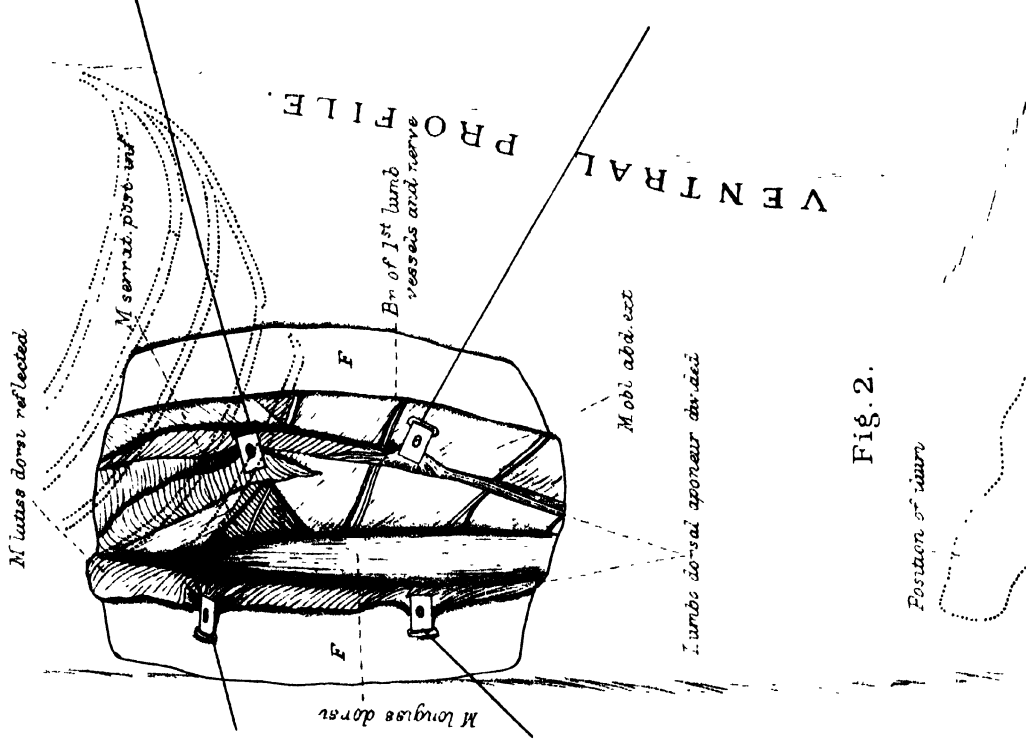 VENTRAL PROFILE.
M latiss dorsi reflected
M serrat. post. inf
Br of 1st lumb
vessels and nerve
M obl abd. ext
Lumbo dorsal aponeur divided
Position of ilium
M longiss dorsi
F
F
Fig. 2.